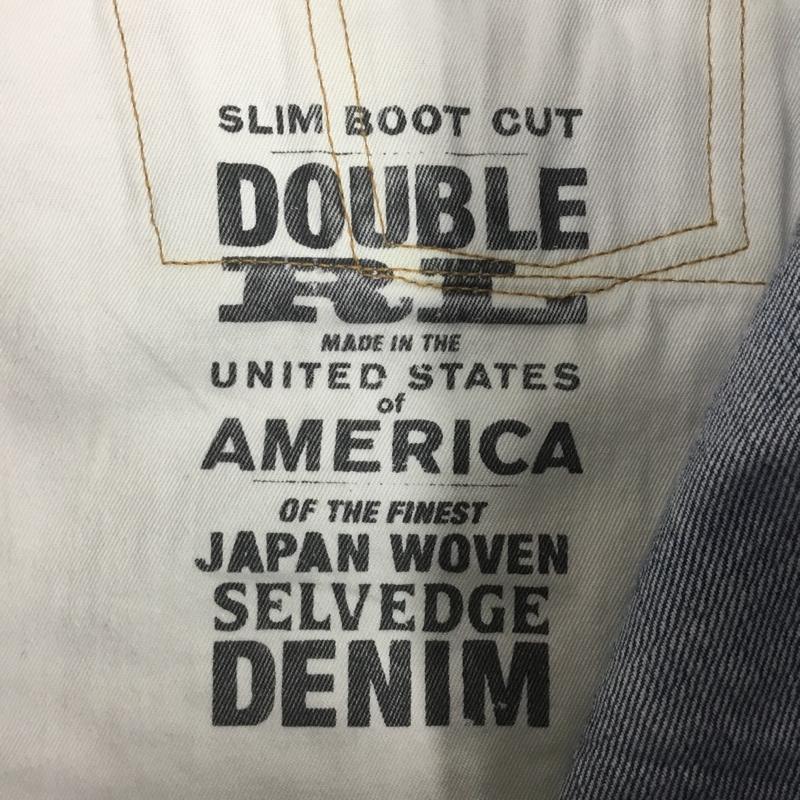 SLIM BOOT CUT
DOUBLE
RL
MADE IN THE
UNITED STATES
of
AMERICA
OF THE FINEST
JAPAN WOVEN
SELVEDGE
DENIM